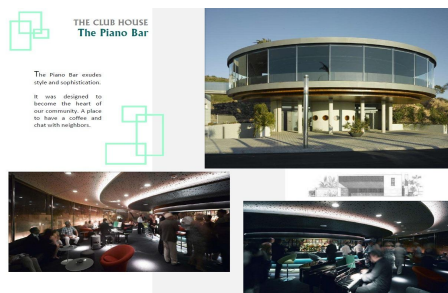 THE CLUB HOUSE
The Piano Bar
The Piano Bar exudes
style and sophistication.
It was designed to
become the heart of
our community. A place
to have a coffee and
chat with neighbors.